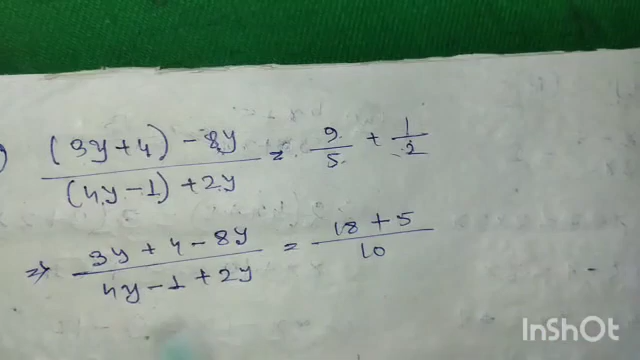 ) (3y+4) - 8y / (4y-1) + 2y = 9/5 + 1/2
=> 3y + 4 - 8y / 4y - 1 + 2y = 18 + 5 / 10
InShOt